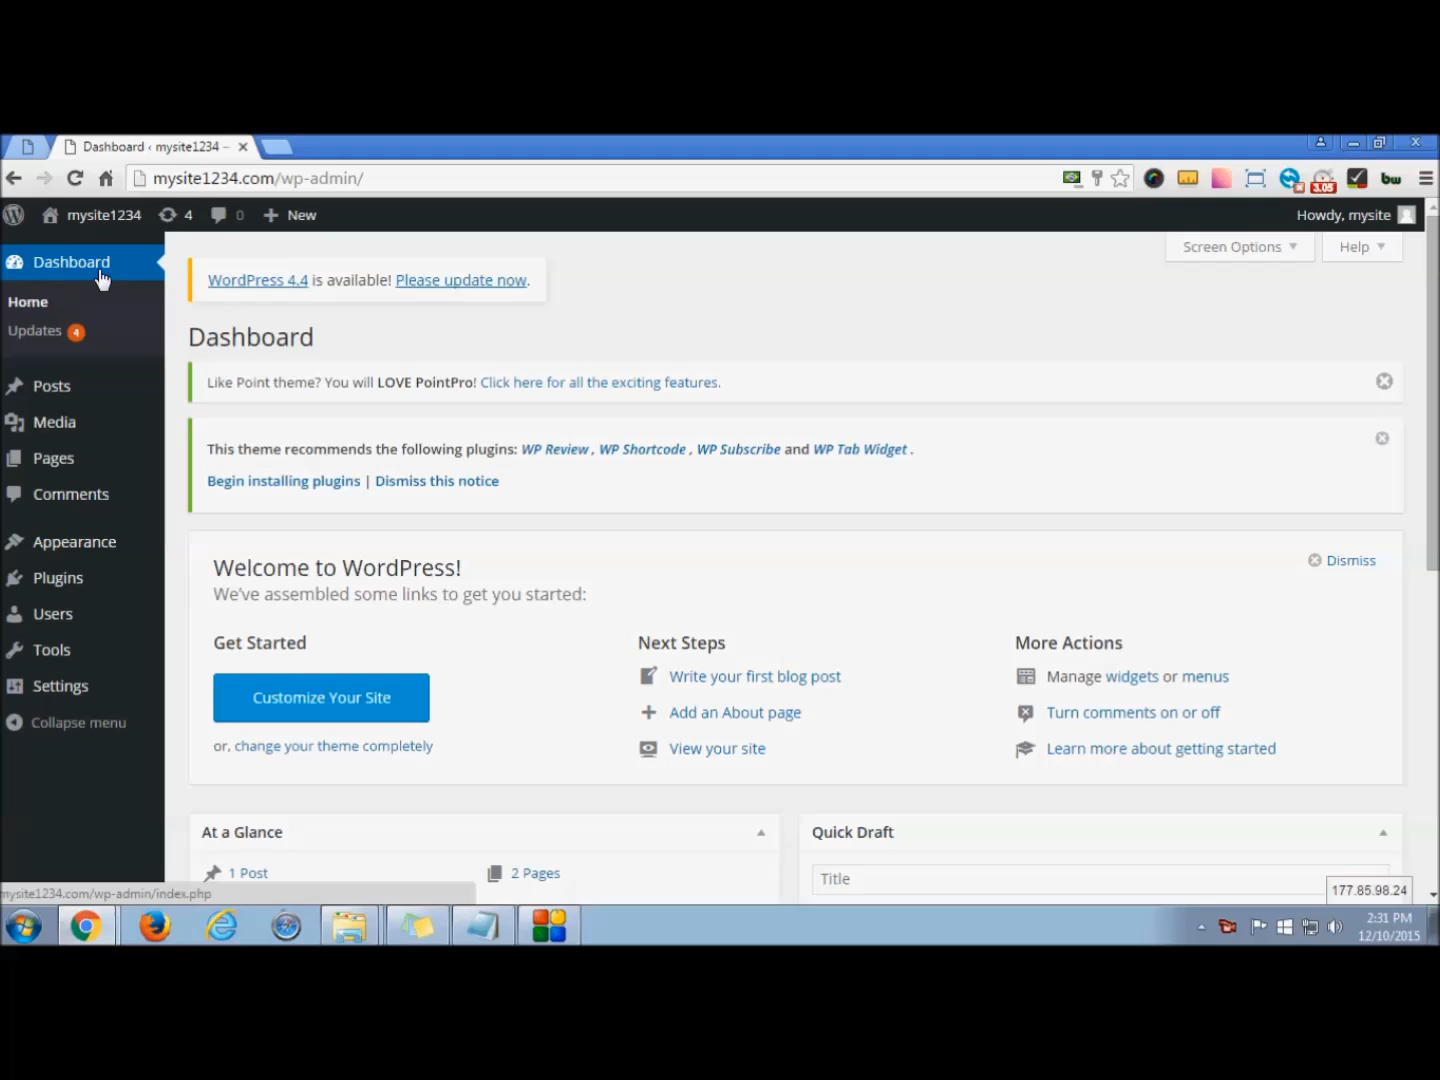 Dashboard ‹ mysite1234 –
mysite1234.com/wp-admin/
3.05
bw
mysite1234
4
0
New
Howdy, mysite
Dashboard
Home
Updates 4
Posts
Media
Pages
Comments
Appearance
Plugins
Users
Tools
Settings
Collapse menu
Screen Options
Help
WordPress 4.4 is available! Please update now.
Dashboard
Like Point theme? You will LOVE PointPro! Click here for all the exciting features.
This theme recommends the following plugins: WP Review , WP Shortcode , WP Subscribe and WP Tab Widget .
Begin installing plugins | Dismiss this notice
Welcome to WordPress!
Dismiss
We've assembled some links to get you started:
Get Started
Customize Your Site
or, change your theme completely
Next Steps
Write your first blog post
Add an About page
View your site
More Actions
Manage widgets or menus
Turn comments on or off
Learn more about getting started
At a Glance
1 Post
2 Pages
Quick Draft
Title
mysite1234.com/wp-admin/index.php
177.85.98.24
2:31 PM
12/10/2015